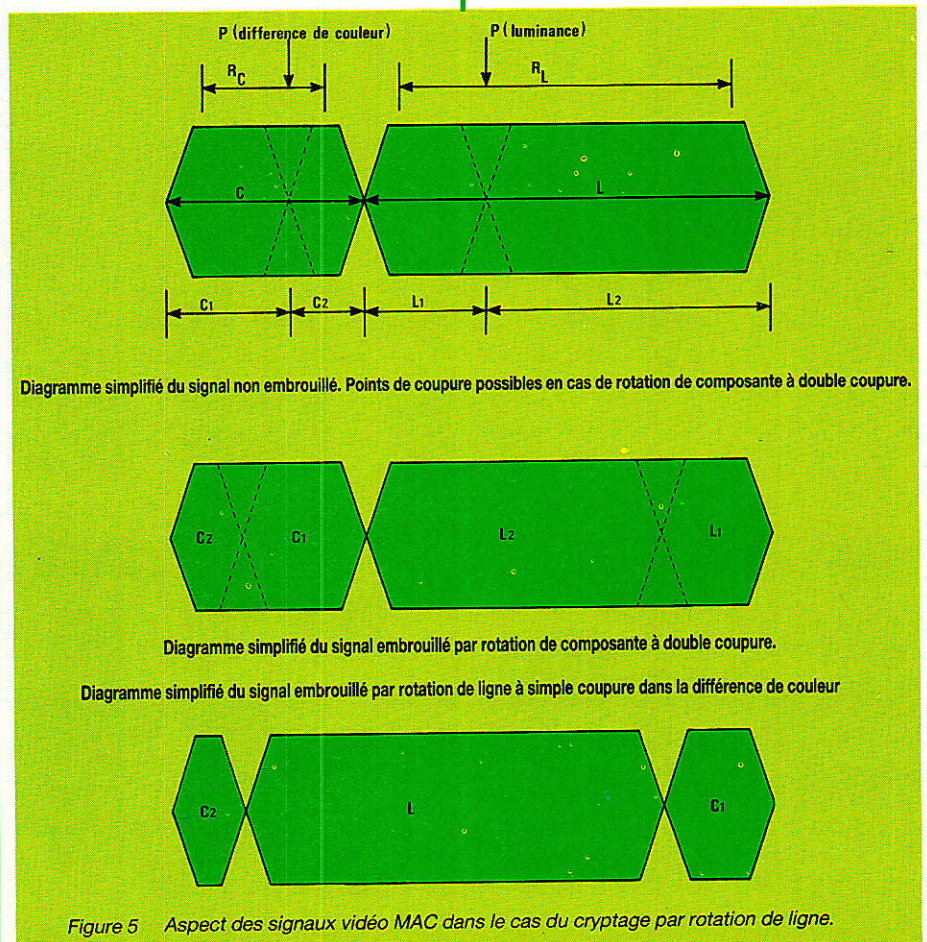 P (difference de couleur) P (luminance)
RC RL
C L
C1 C2 L1 L2
Diagramme simplifié du signal non embrouillé. Points de coupure possibles en cas de rotation de composante à double coupure.
C2 C1 L2 L1
Diagramme simplifié du signal embrouillé par rotation de composante à double coupure.
Diagramme simplifié du signal embrouillé par rotation de ligne à simple coupure dans la différence de couleur
C2 L C1
Figure 5 Aspect des signaux vidéo MAC dans le cas du cryptage par rotation de ligne.